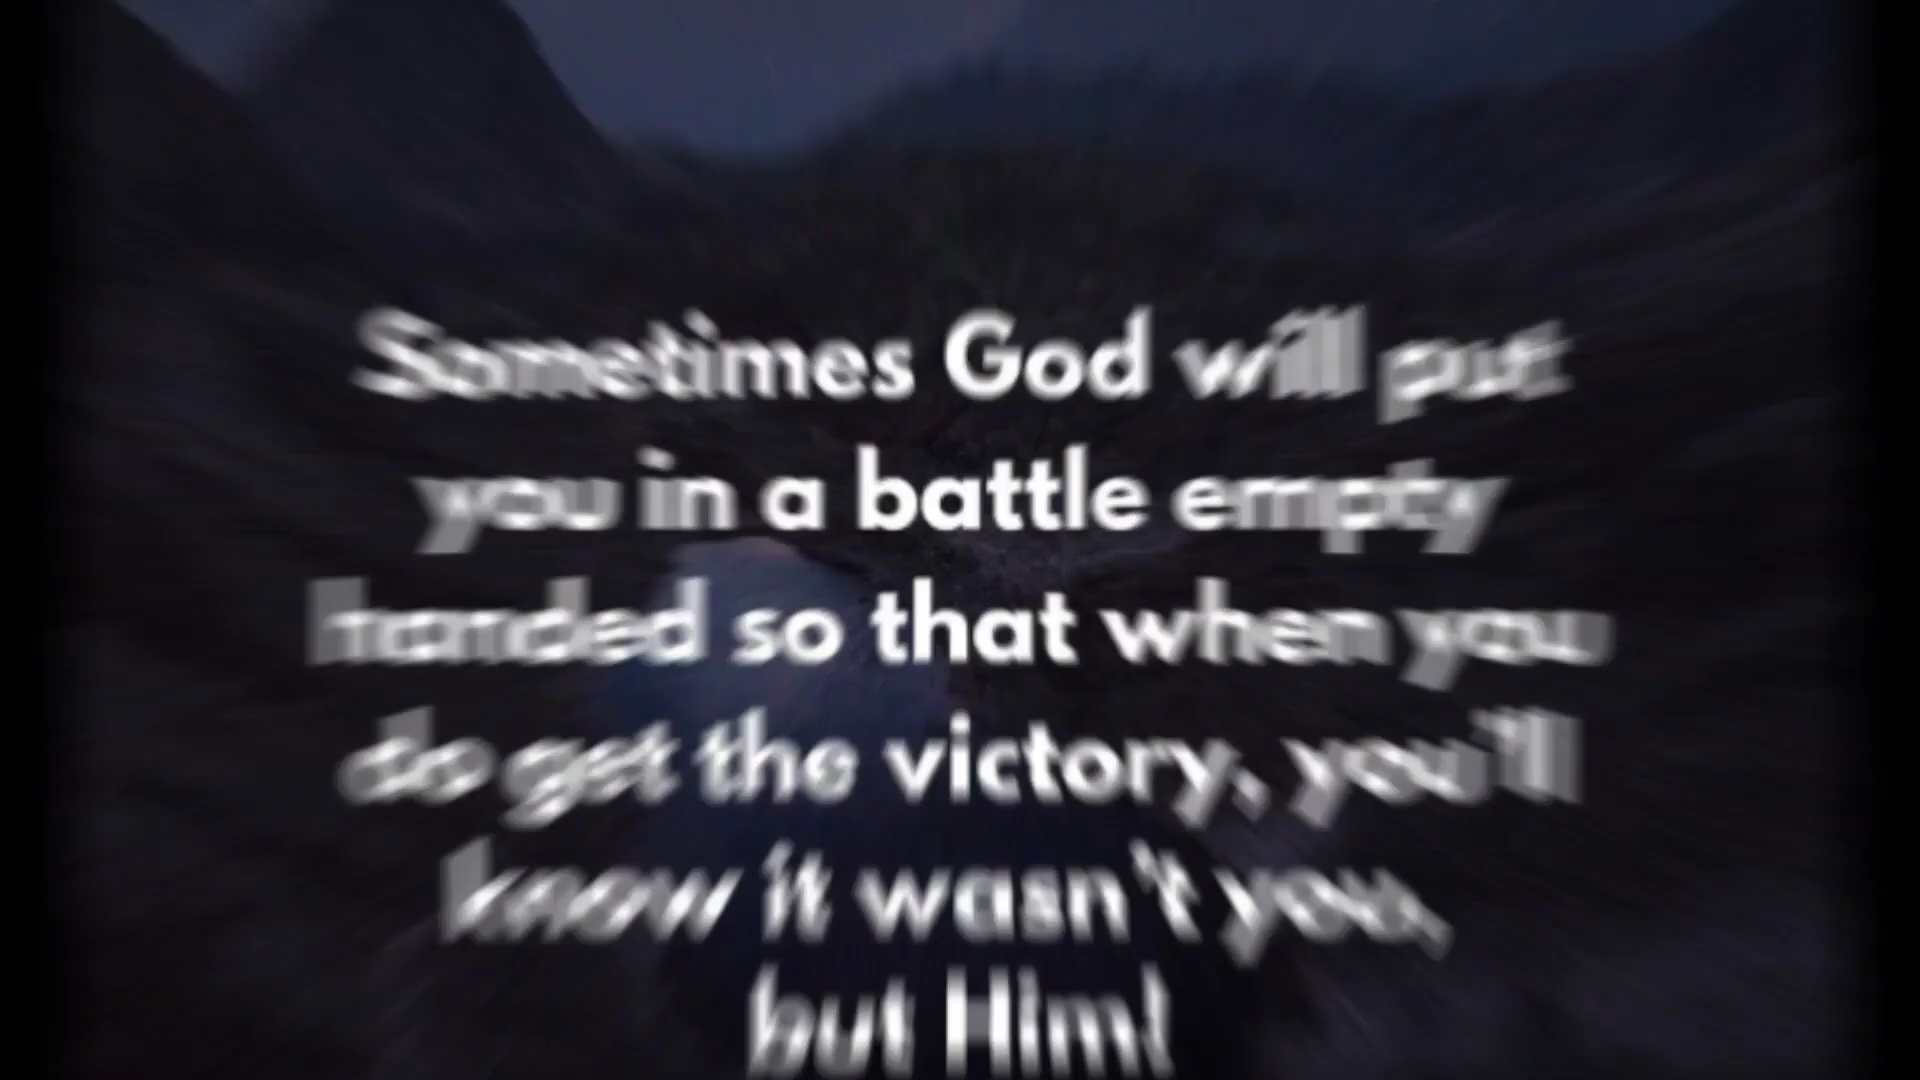 Sometimes God will put
you in a battle empty
handed so that when you
do get the victory, you'll
know it wasn't you,
but Him!